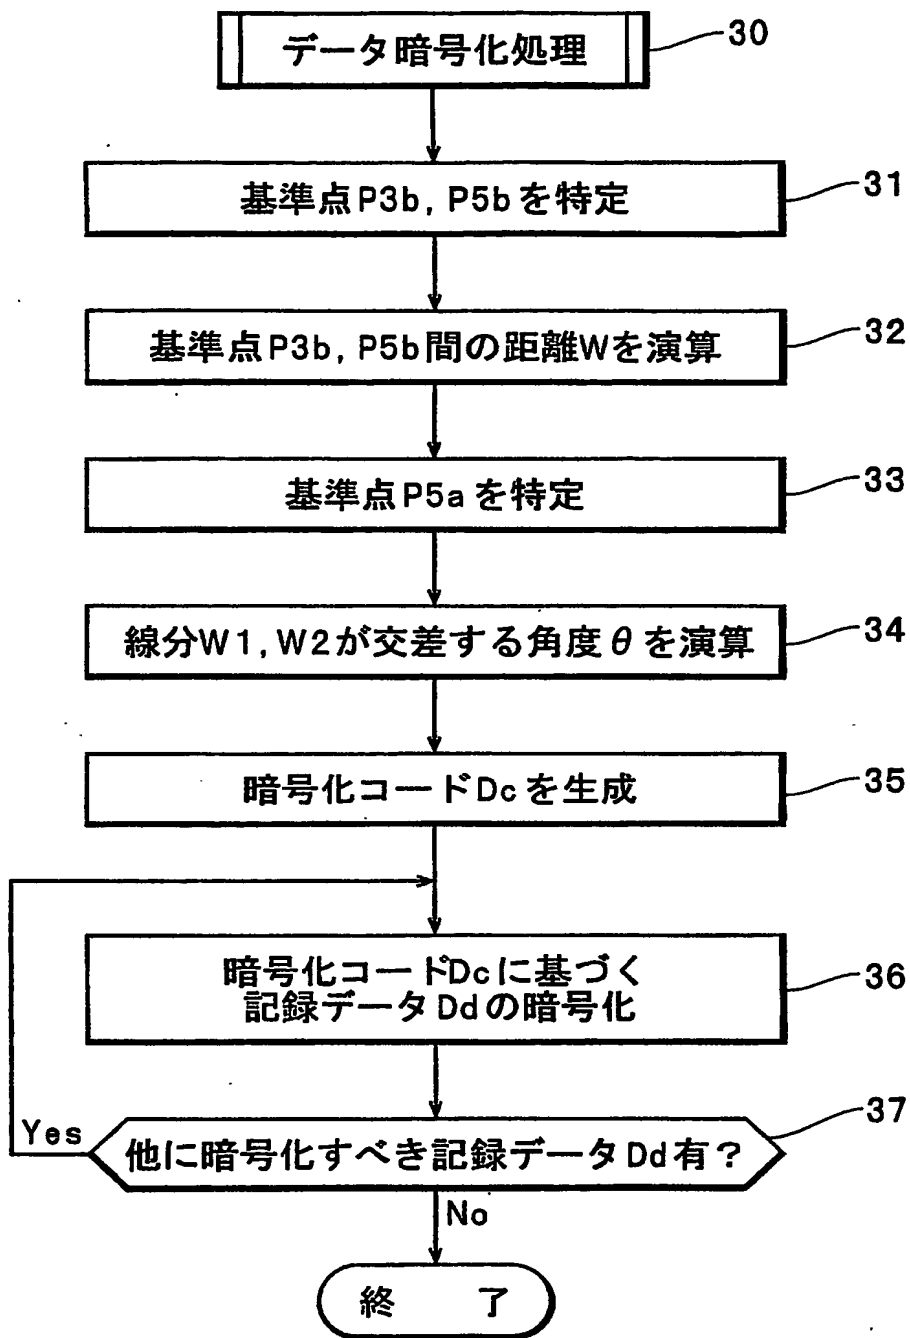 データ暗号化処理
30
基準点P3b, P5bを特定
31
基準点P3b, P5b間の距離Wを演算
32
基準点P5aを特定
33
線分W1, W2が交差する角度θを演算
34
暗号化コードDcを生成
35
暗号化コードDcに基づく
記録データDdの暗号化
36
他に暗号化すべき記録データDd有？
37
Yes
No
終　了